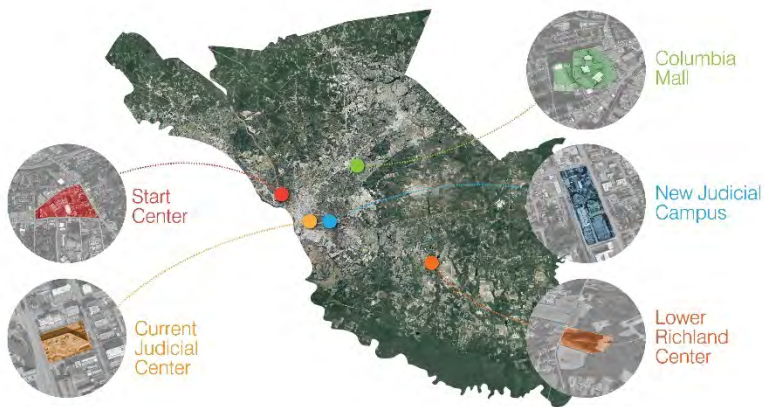 Columbia
Mall
Start
Center
New Judicial
Campus
Current
Judicial
Center
Lower
Richland
Center